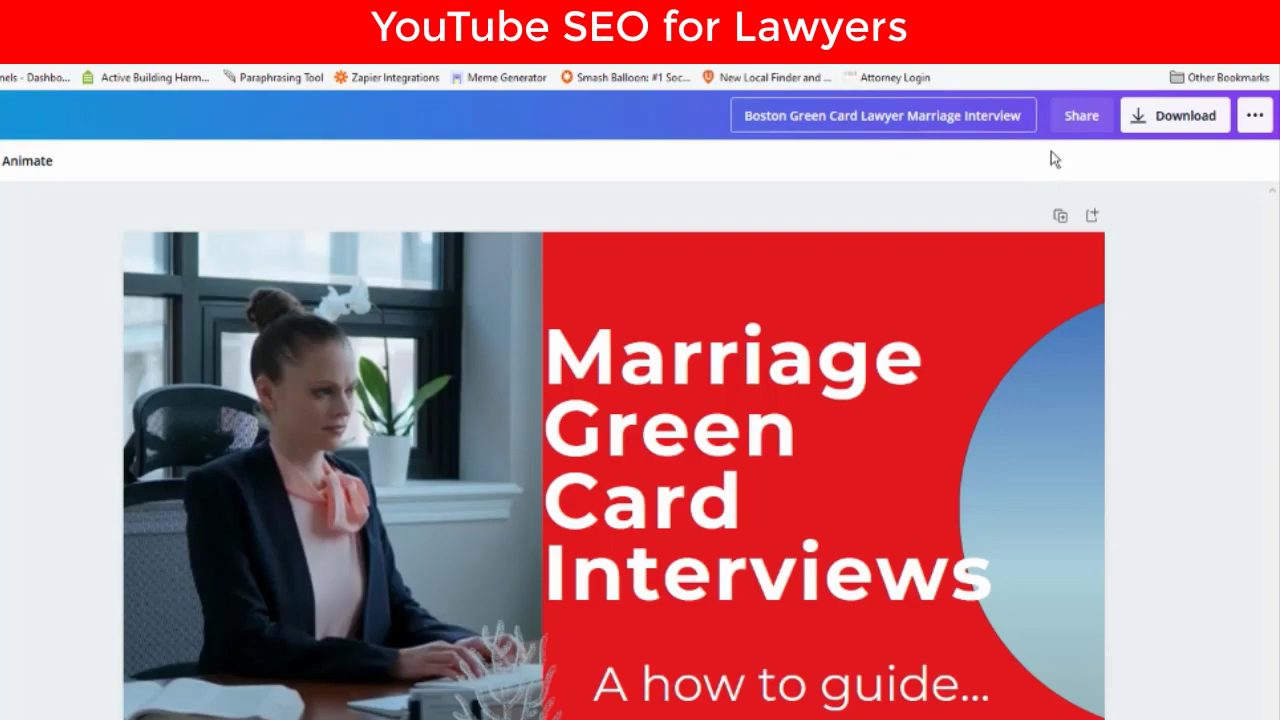 YouTube SEO for Lawyers
nels - Dashbo... Active Building Harm... Paraphrasing Tool Zapier Integrations Meme Generator Smash Balloon: #1 Soc... New Local Finder and ... Attorney Login Other Bookmarks
Boston Green Card Lawyer Marriage Interview Share Download
Animate
Marriage
Green
Card
Interviews
A how to guide...